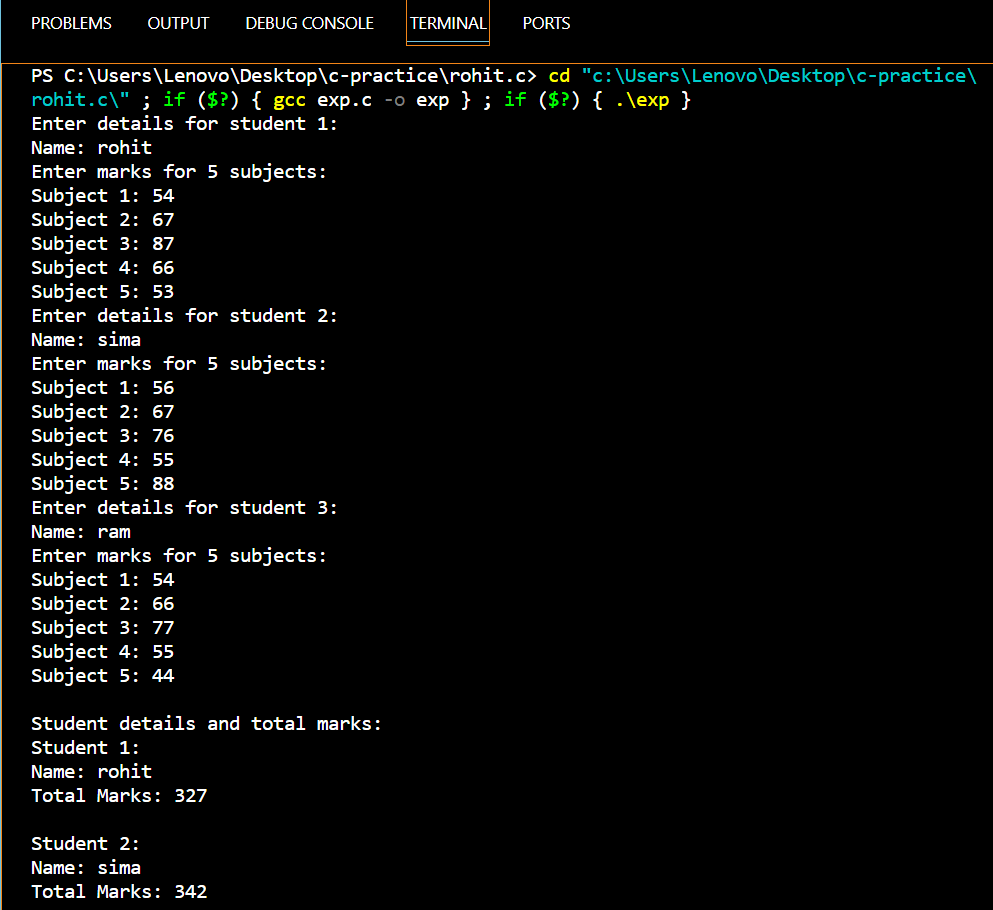 PROBLEMS OUTPUT DEBUG CONSOLE TERMINAL PORTS
PS C:\Users\Lenovo\Desktop\c-practice\rohit.c> cd "c:\Users\Lenovo\Desktop\c-practice\
rohit.c\" ; if ($?) { gcc exp.c -o exp } ; if ($?) { .\exp }
Enter details for student 1:
Name: rohit
Enter marks for 5 subjects:
Subject 1: 54
Subject 2: 67
Subject 3: 87
Subject 4: 66
Subject 5: 53
Enter details for student 2:
Name: sima
Enter marks for 5 subjects:
Subject 1: 56
Subject 2: 67
Subject 3: 76
Subject 4: 55
Subject 5: 88
Enter details for student 3:
Name: ram
Enter marks for 5 subjects:
Subject 1: 54
Subject 2: 66
Subject 3: 77
Subject 4: 55
Subject 5: 44
Student details and total marks:
Student 1:
Name: rohit
Total Marks: 327
Student 2:
Name: sima
Total Marks: 342